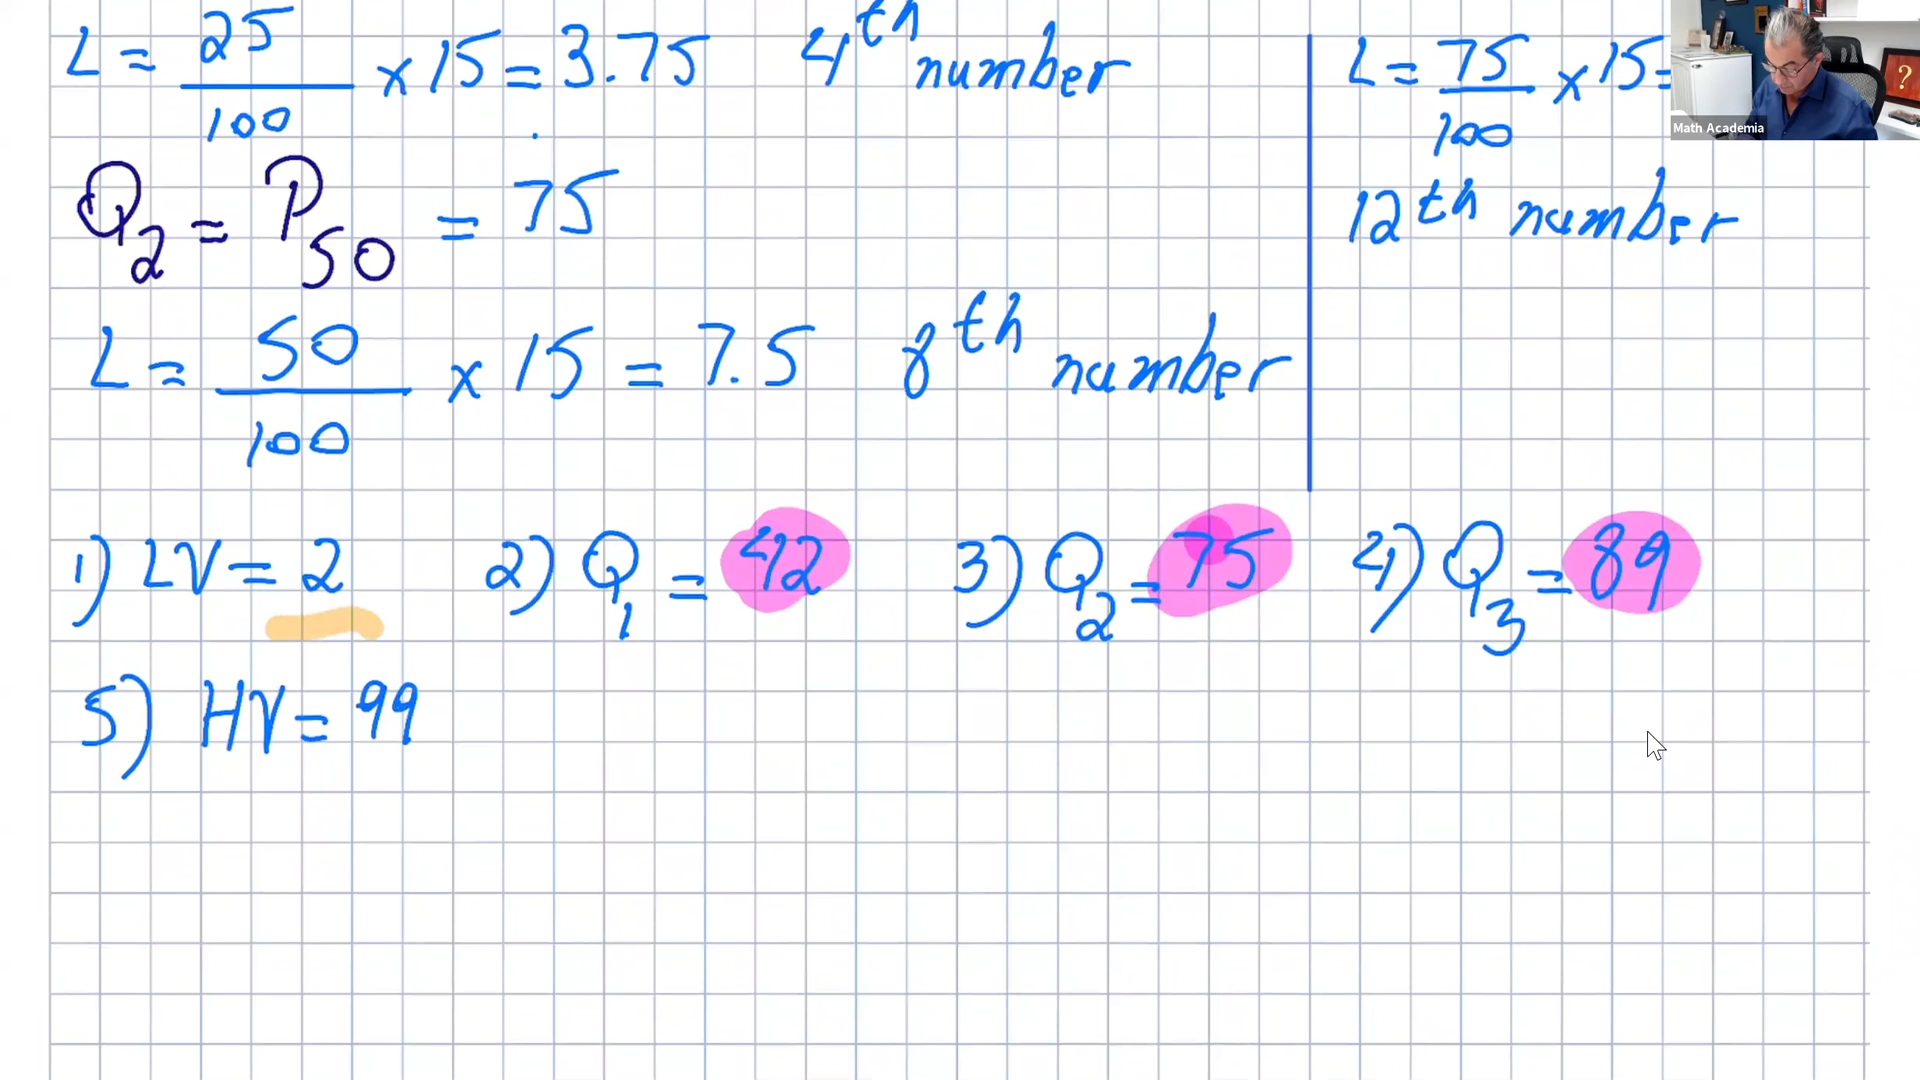 L = 25/100 x 15 = 3.75 4th number
Q2 = P50 = 75
L = 50/100 x 15 = 7.5 8th number
L = 75/100 x 15 =
12th number
1) LV = 2 2) Q1 = 42 3) Q2 = 75 4) Q3 = 89
5) HV = 99
?
Math Academia